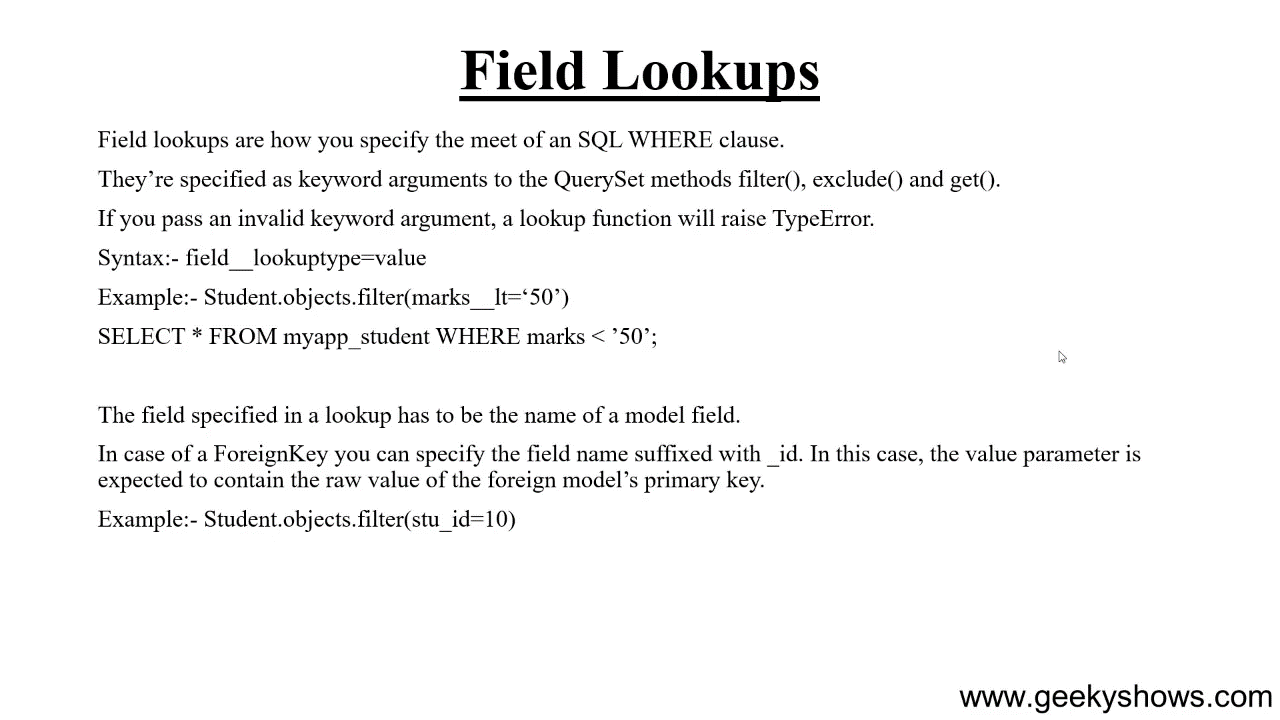 Field Lookups
Field lookups are how you specify the meet of an SQL WHERE clause.
They’re specified as keyword arguments to the QuerySet methods filter(), exclude() and get().
If you pass an invalid keyword argument, a lookup function will raise TypeError.
Syntax:- field__lookuptype=value
Example:- Student.objects.filter(marks__lt=‘50’)
SELECT * FROM myapp_student WHERE marks < ’50’;
The field specified in a lookup has to be the name of a model field.
In case of a ForeignKey you can specify the field name suffixed with _id. In this case, the value parameter is
expected to contain the raw value of the foreign model’s primary key.
Example:- Student.objects.filter(stu_id=10)
www.geekyshows.com